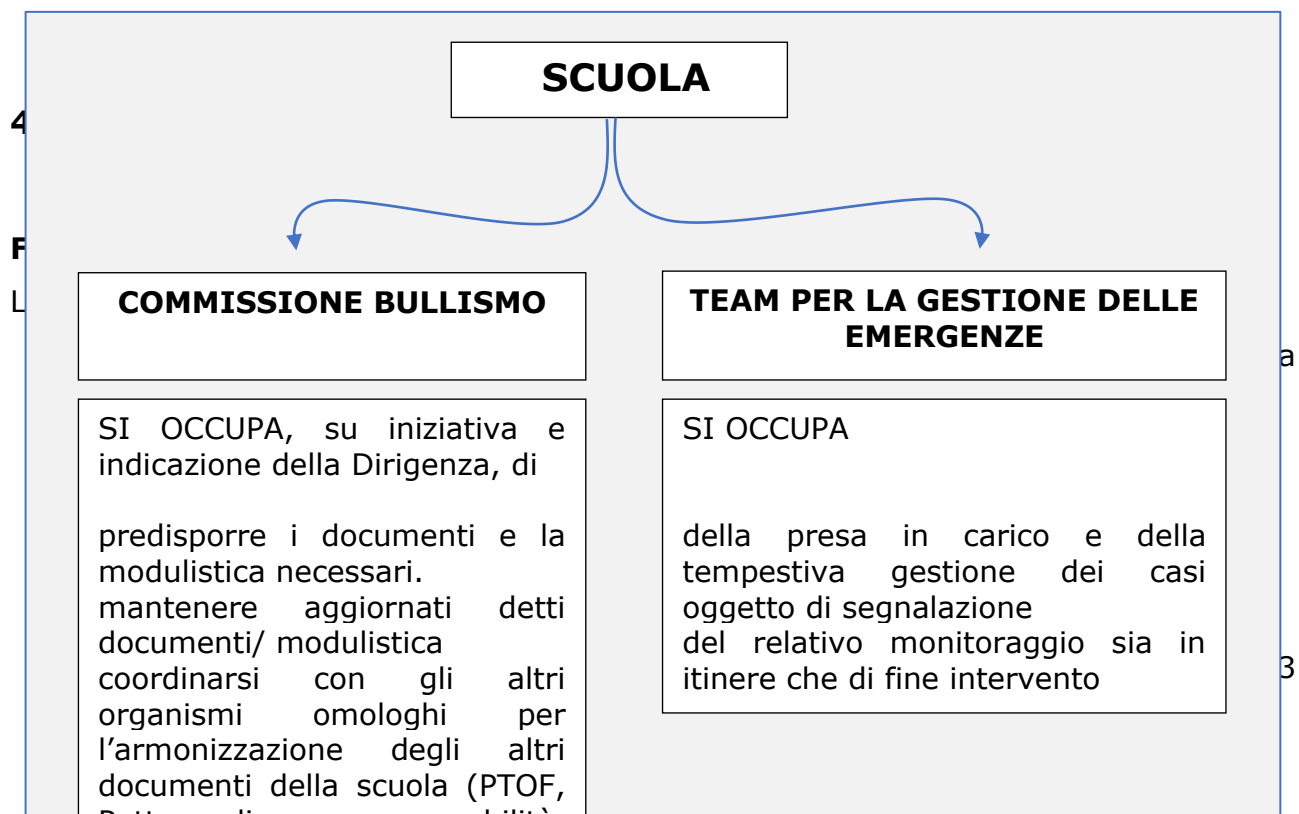 SCUOLA
4
F
L
COMMISSIONE BULLISMO
TEAM PER LA GESTIONE DELLE
EMERGENZE
a
SI OCCUPA, su iniziativa e
indicazione della Dirigenza, di
predisporre i documenti e la
modulistica necessari.
mantenere aggiornati detti
documenti/ modulistica
coordinarsi con gli altri
organismi omologhi per
l’armonizzazione degli altri
documenti della scuola (PTOF,
SI OCCUPA
della presa in carico e della
tempestiva gestione dei casi
oggetto di segnalazione
del relativo monitoraggio sia in
itinere che di fine intervento
3